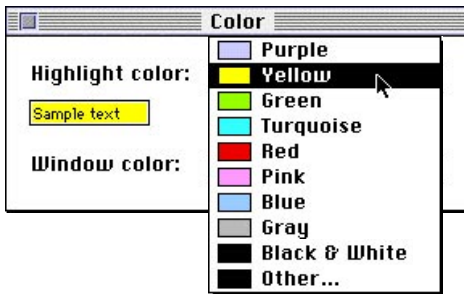 Color
Highlight color:
Sample text
Window color:
Purple
Yellow
Green
Turquoise
Red
Pink
Blue
Gray
Black & White
Other...